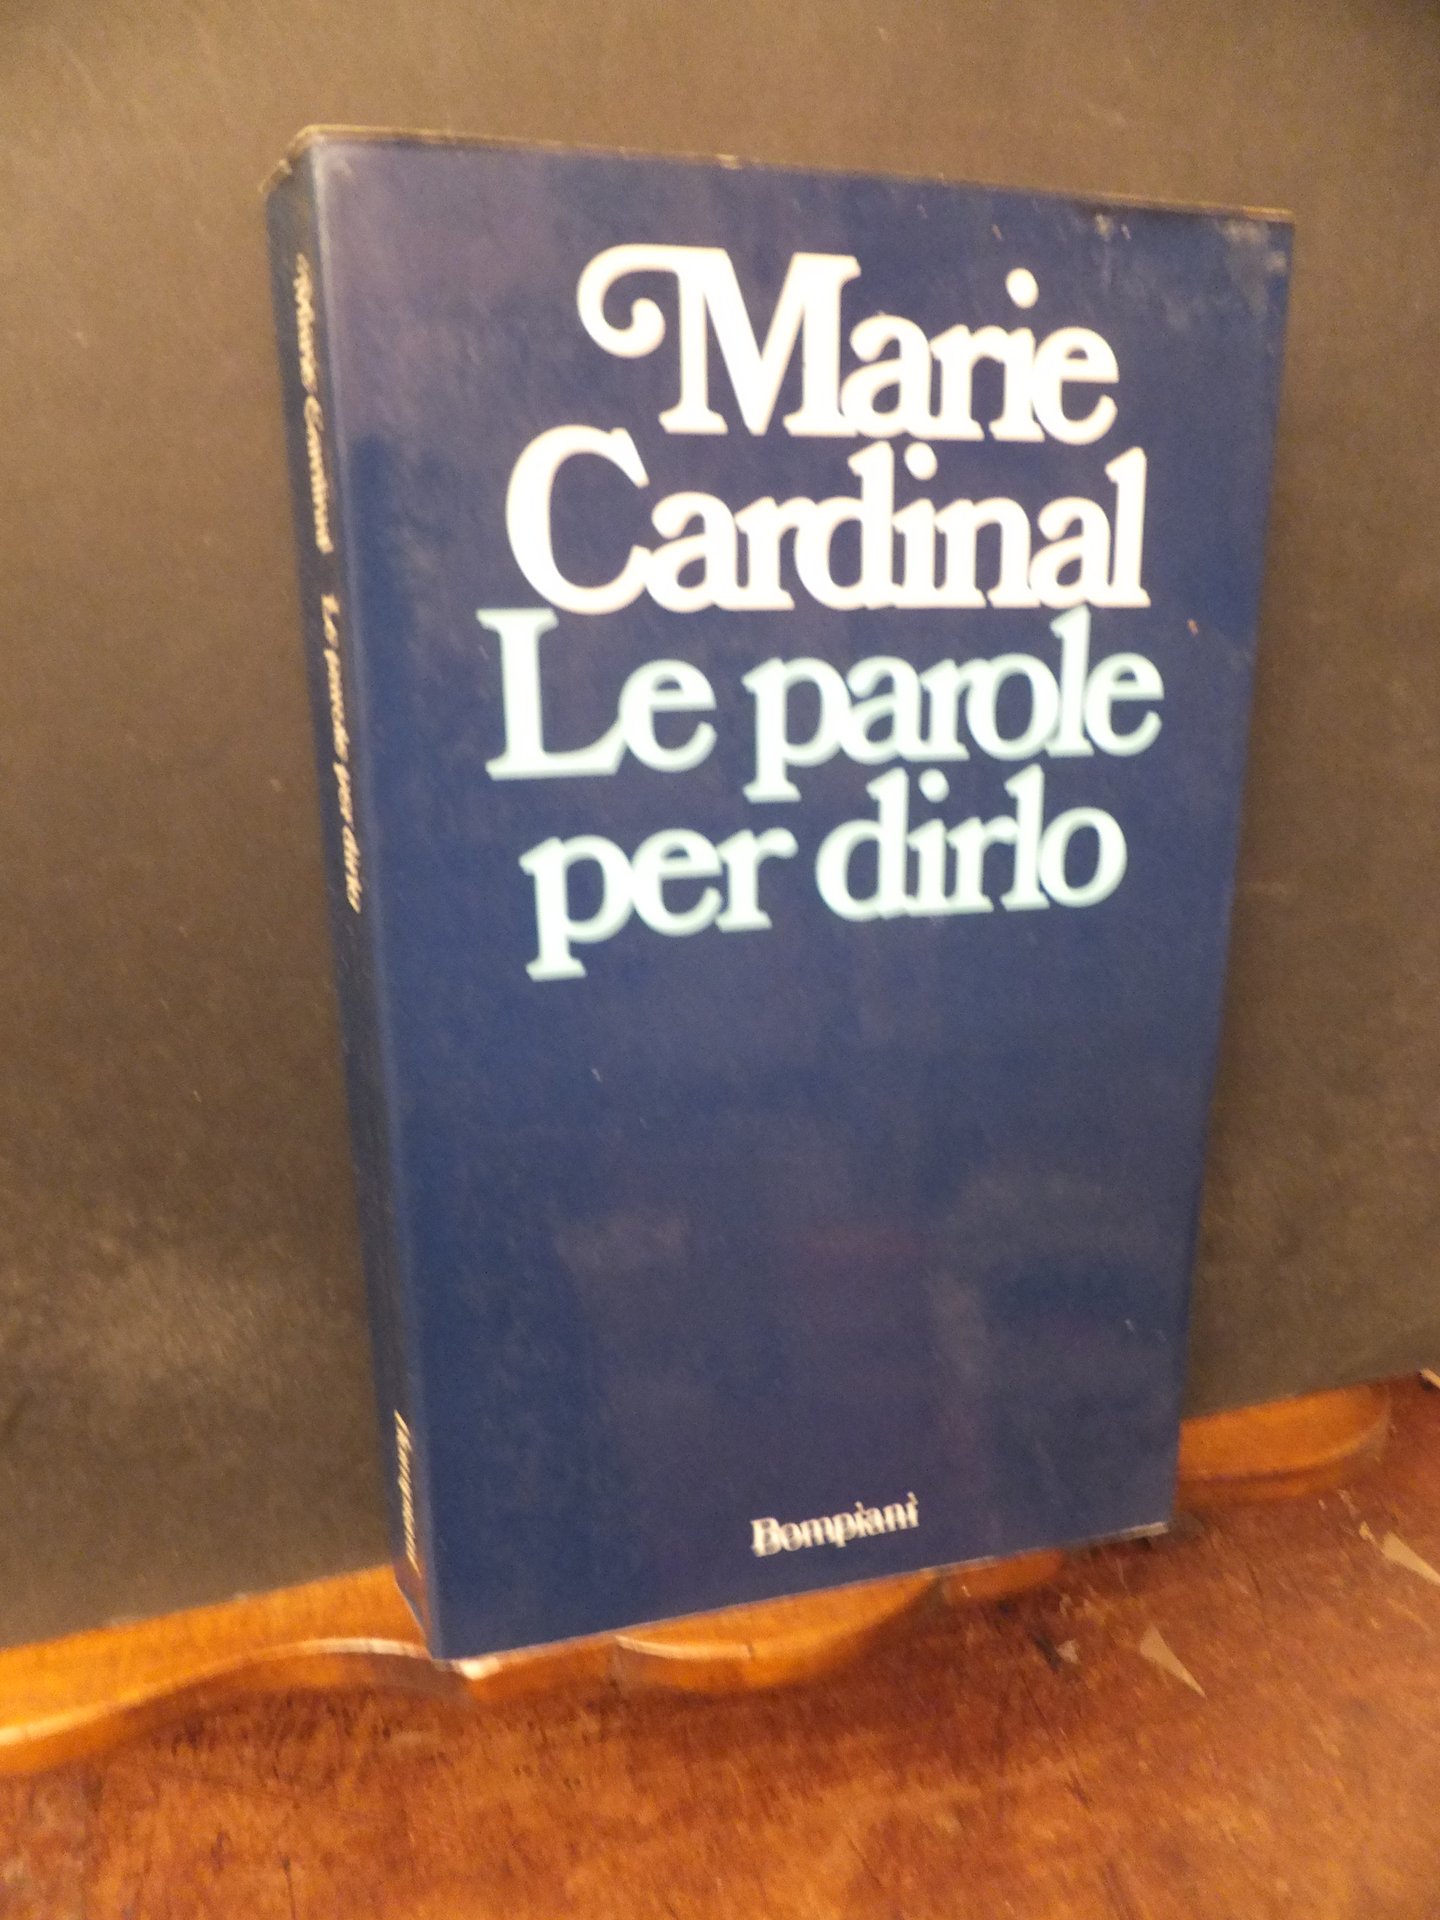 Marie
Cardinal
Le parole
per dirlo
Bompiani
Marie Cardinal Le parole per dirlo
Bompiani